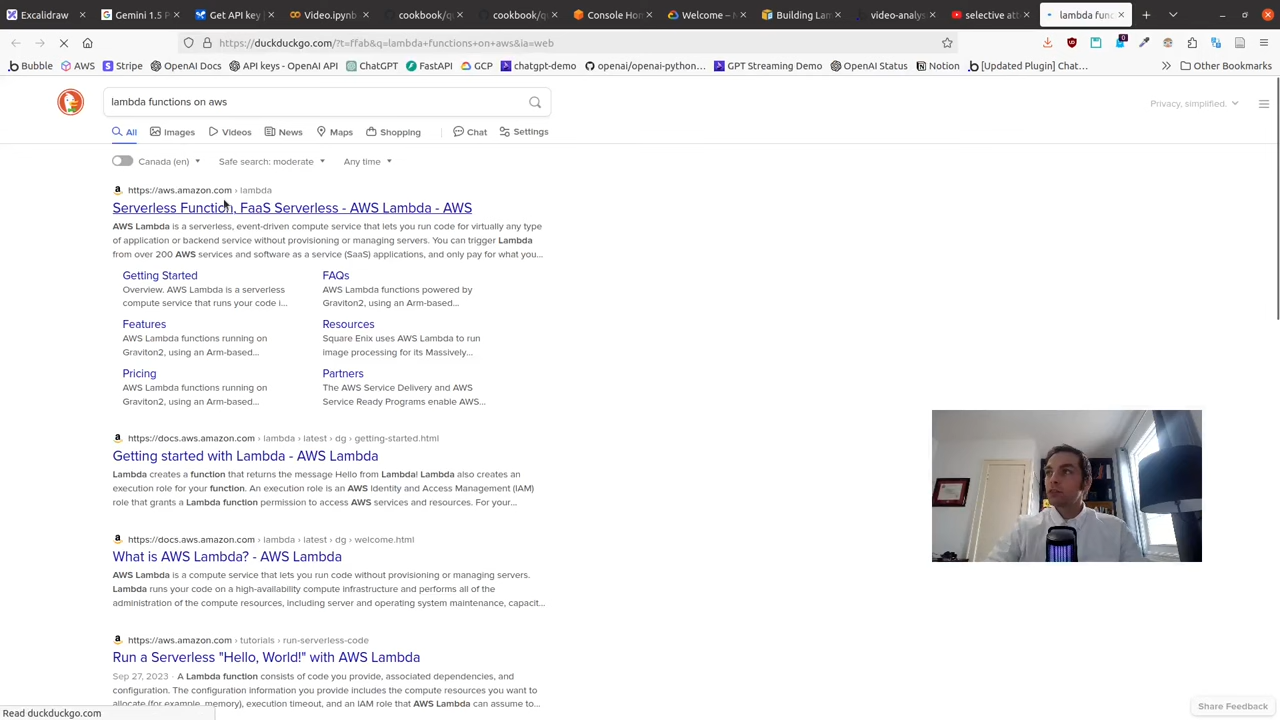 Excalidraw
Gemini 1.5
Get API key
Video.ipynb
cookbook/q
cookbook/q
Console Hom
Welcome –
Building Lam
video-analys
selective att
lambda func
https://duckduckgo.com/?t=ffab&q=lambda+functions+on+aws&ia=web
0
Bubble
AWS
Stripe
OpenAI Docs
API keys - OpenAI API
ChatGPT
FastAPI
GCP
chatgpt-demo
openai/openai-python…
GPT Streaming Demo
OpenAI Status
Notion
[Updated Plugin] Chat…
Other Bookmarks
lambda functions on aws
Privacy, simplified.
All
Images
Videos
News
Maps
Shopping
Chat
Settings
Canada (en)
Safe search: moderate
Any time
https://aws.amazon.com › lambda
Serverless Function, FaaS Serverless - AWS Lambda - AWS
AWS Lambda is a serverless, event-driven compute service that lets you run code for virtually any type
of application or backend service without provisioning or managing servers. You can trigger Lambda
from over 200 AWS services and software as a service (SaaS) applications, and only pay for what you…
Getting Started
Overview. AWS Lambda is a serverless
compute service that runs your code i…
FAQs
AWS Lambda functions powered by
Graviton2, using an Arm-based…
Features
AWS Lambda functions running on
Graviton2, using an Arm-based…
Resources
Square Enix uses AWS Lambda to run
image processing for its Massively…
Pricing
AWS Lambda functions running on
Graviton2, using an Arm-based…
Partners
The AWS Service Delivery and AWS
Service Ready Programs enable AWS…
https://docs.aws.amazon.com › lambda › latest › dg › getting-started.html
Getting started with Lambda - AWS Lambda
Lambda creates a function that returns the message Hello from Lambda! Lambda also creates an
execution role for your function. An execution role is an AWS Identity and Access Management (IAM)
role that grants a Lambda function permission to access AWS services and resources. For your…
https://docs.aws.amazon.com › lambda › latest › dg › welcome.html
What is AWS Lambda? - AWS Lambda
AWS Lambda is a compute service that lets you run code without provisioning or managing servers.
Lambda runs your code on a high-availability compute infrastructure and performs all of the
administration of the compute resources, including server and operating system maintenance, capacit…
https://aws.amazon.com › tutorials › run-serverless-code
Run a Serverless "Hello, World!" with AWS Lambda
Sep 27, 2023 · A Lambda function consists of code you provide, associated dependencies, and
configuration. The configuration information you provide includes the compute resources you want to
allocate (for example, memory), execution timeout, and an IAM role that AWS Lambda can assume to…
Share Feedback
Read duckduckgo.com